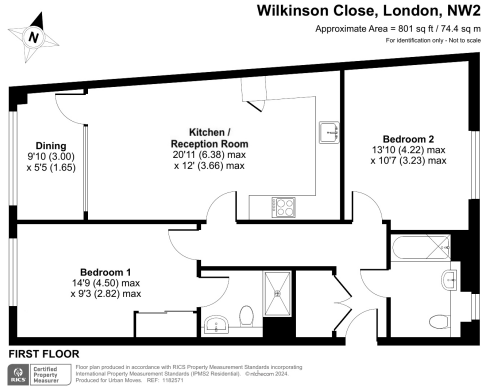 Wilkinson Close, London, NW2
Approximate Area = 801 sq ft / 74.4 sq m
For identification only - Not to scale
N
Dining
9'10 (3.00)
x 5'5 (1.65)
Kitchen /
Reception Room
20'11 (6.38) max
x 12' (3.66) max
Bedroom 2
13'10 (4.22) max
x 10'7 (3.23) max
Bedroom 1
14'9 (4.50) max
x 9'3 (2.82) max
FIRST FLOOR
RICS
Certified
Property
Measurer
Floor plan produced in accordance with RICS Property Measurement Standards incorporating
International Property Measurement Standards (IPMS2 Residential). © nichecom 2024.
Produced for Urban Moves. REF: 1182571